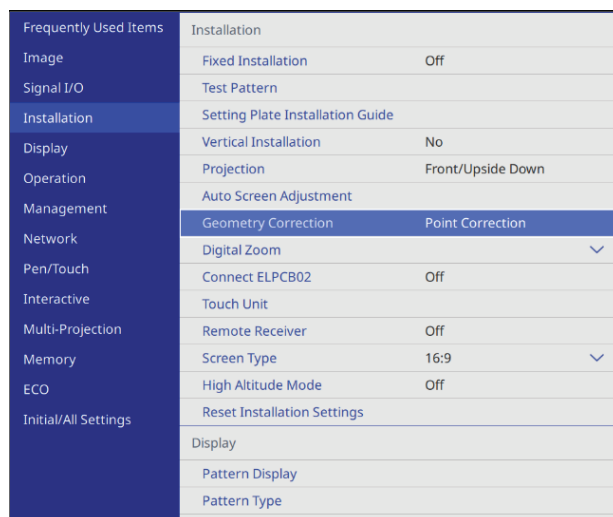 Frequently Used Items
Image
Signal I/O
Installation
Display
Operation
Management
Network
Pen/Touch
Interactive
Multi-Projection
Memory
ECO
Initial/All Settings
Installation
Fixed Installation Off
Test Pattern
Setting Plate Installation Guide
Vertical Installation No
Projection Front/Upside Down
Auto Screen Adjustment
Geometry Correction Point Correction
Digital Zoom
Connect ELPCB02 Off
Touch Unit
Remote Receiver Off
Screen Type 16:9
High Altitude Mode Off
Reset Installation Settings
Display
Pattern Display
Pattern Type